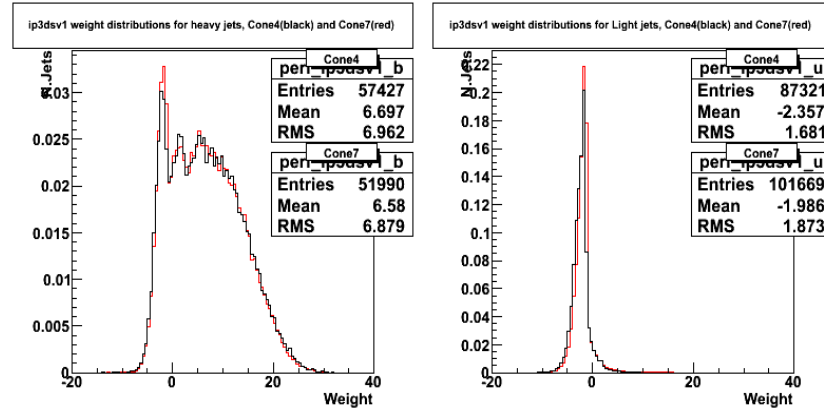 ip3dsv1 weight distributions for heavy jets, Cone4(black) and Cone7(red)
N.Jets
0.03
0.025
0.02
0.015
0.01
0.005
0
-20 0 20 40
Weight
Cone4
Entries 57427
Mean 6.697
RMS 6.962
Cone7
Entries 51990
Mean 6.58
RMS 6.879
ip3dsv1 weight distributions for Light jets, Cone4(black) and Cone7(red)
N.Jets
0.22
0.2
0.18
0.16
0.14
0.12
0.1
0.08
0.06
0.04
0.02
0
-20 0 20 40
Weight
Cone4
Entries 87321
Mean -2.357
RMS 1.681
Cone7
Entries 101669
Mean -1.986
RMS 1.873